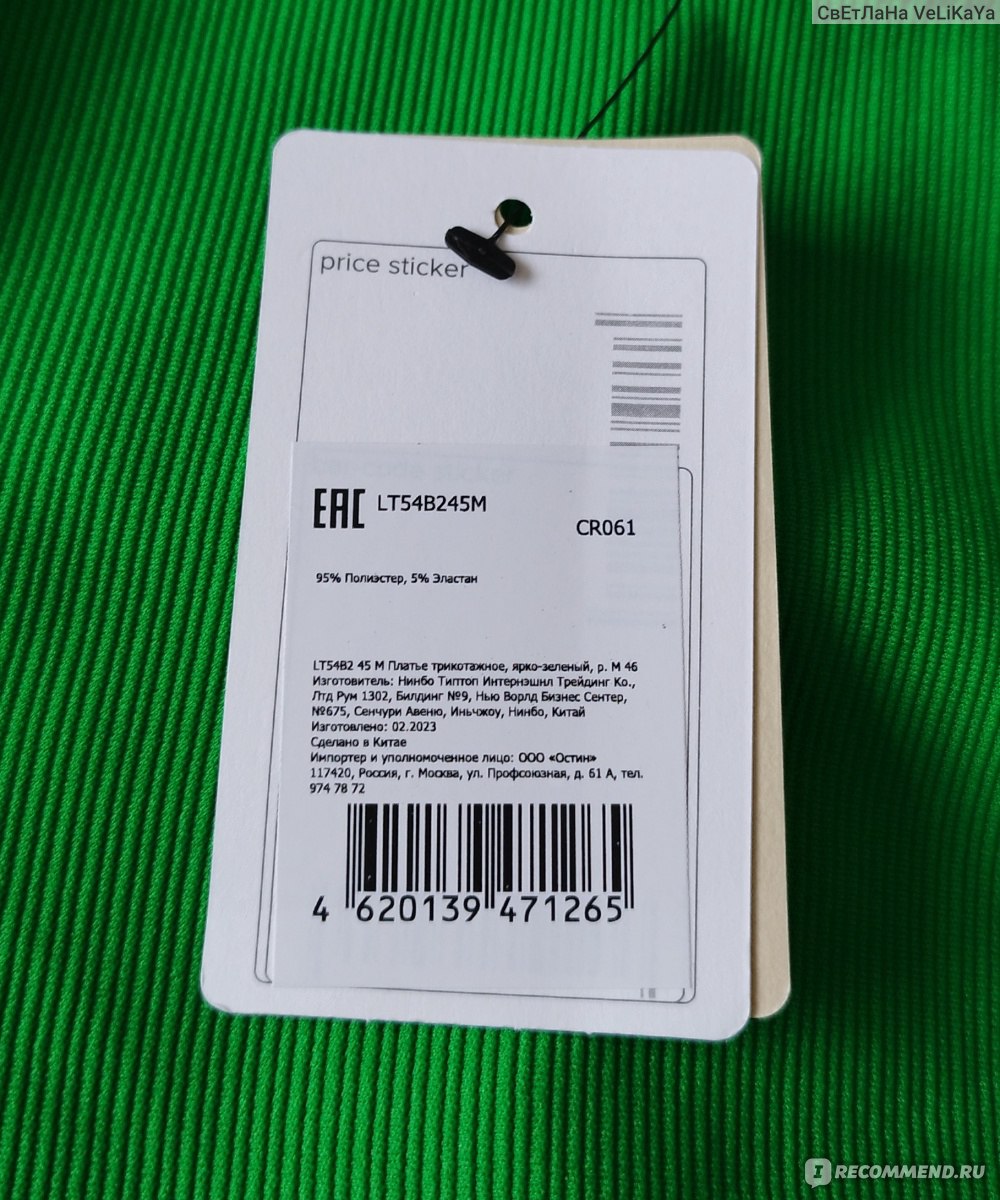 СвЕтЛаНа VeLiKaYa
price sticker
EAC LT54B245M
CR061
95% Полиэстер, 5% Эластан
LT54B2 45 M Платье трикотажное, ярко-зеленый, р. M 46
Изготовитель: Нинбо Типтоп Интернэшнл Трейдинг Ко.,
Лтд Рум 1302, Билдинг №9, Нью Ворлд Бизнес Сентер,
№675, Сенчури Авеню, Иньчжоу, Нинбо, Китай
Изготовлено: 02.2023
Сделано в Китае
Импортер и уполномоченное лицо: ООО «Остин»
117420, Россия, г. Москва, ул. Профсоюзная, д. 61 А, тел.
974 78 72
4 620139 471265
IRECOMMEND.RU